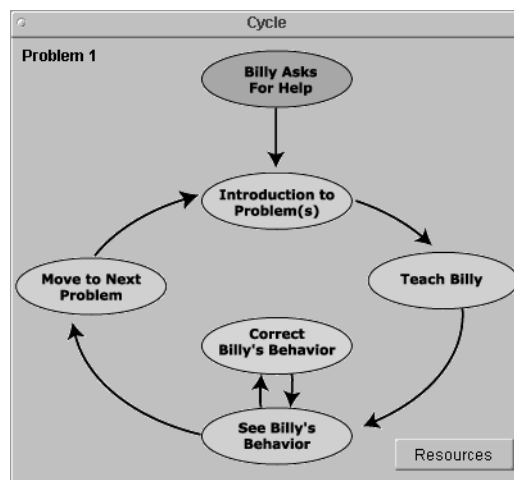 Cycle
Problem 1
Billy Asks
For Help
Introduction to
Problem(s)
Move to Next
Problem
Teach Billy
Correct
Billy's Behavior
See Billy's
Behavior
Resources